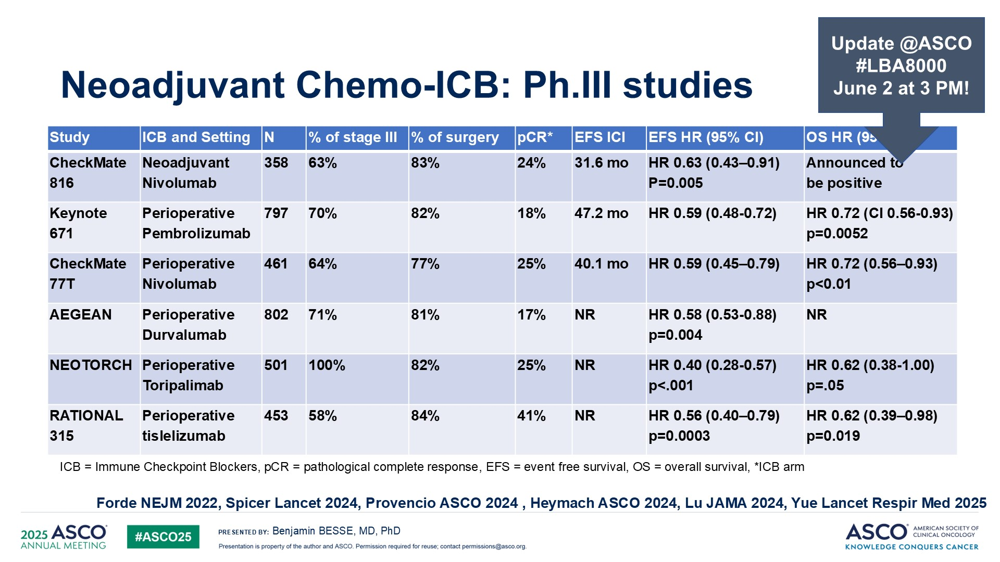 Update @ASCO
#LBA8000
June 2 at 3 PM!
Neoadjuvant Chemo-ICB: Ph.III studies
Study ICB and Setting N % of stage III % of surgery pCR* EFS ICI EFS HR (95% CI) OS HR (95
CheckMate 816 Neoadjuvant Nivolumab 358 63% 83% 24% 31.6 mo HR 0.63 (0.43–0.91) P=0.005 Announced to be positive
Keynote 671 Perioperative Pembrolizumab 797 70% 82% 18% 47.2 mo HR 0.59 (0.48-0.72) HR 0.72 (CI 0.56-0.93) p=0.0052
CheckMate 77T Perioperative Nivolumab 461 64% 77% 25% 40.1 mo HR 0.59 (0.45–0.79) HR 0.72 (0.56–0.93) p<0.01
AEGEAN Perioperative Durvalumab 802 71% 81% 17% NR HR 0.58 (0.53-0.88) p=0.004 NR
NEOTORCH Perioperative Toripalimab 501 100% 82% 25% NR HR 0.40 (0.28-0.57) p<.001 HR 0.62 (0.38-1.00) p=.05
RATIONAL 315 Perioperative tislelizumab 453 58% 84% 41% NR HR 0.56 (0.40–0.79) p=0.0003 HR 0.62 (0.39–0.98) p=0.019
ICB = Immune Checkpoint Blockers, pCR = pathological complete response, EFS = event free survival, OS = overall survival, *ICB arm
Forde NEJM 2022, Spicer Lancet 2024, Provencio ASCO 2024 , Heymach ASCO 2024, Lu JAMA 2024, Yue Lancet Respir Med 2025
2025 ASCO®
ANNUAL MEETING
#ASCO25
PRESENTED BY: Benjamin BESSE, MD, PhD
Presentation is property of the author and ASCO. Permission required for reuse; contact permissions@asco.org.
ASCO® AMERICAN SOCIETY OF
CLINICAL ONCOLOGY
KNOWLEDGE CONQUERS CANCER